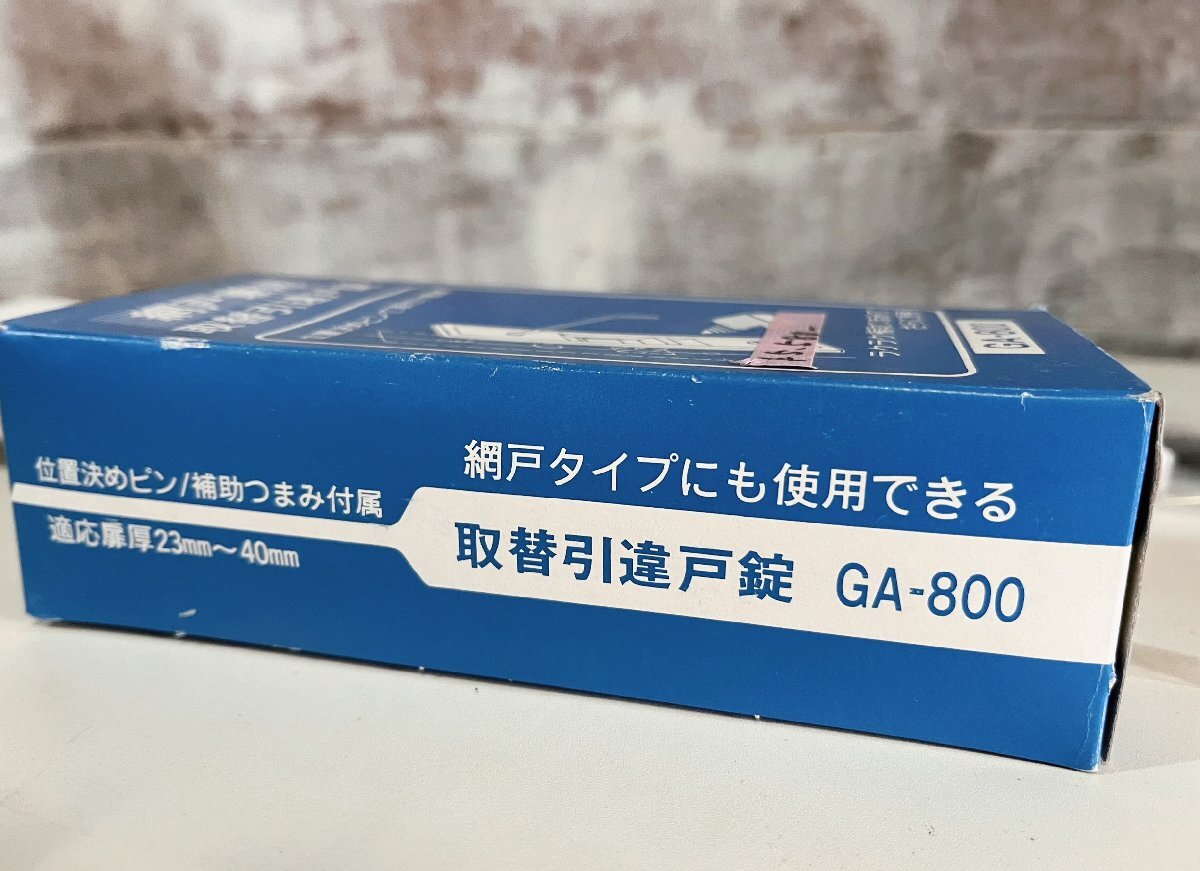 GA-800
網戸タイプにも使用できる
取替引違戸錠 GA-800
位置決めピン/補助つまみ付属
適応扉厚23mm～40mm